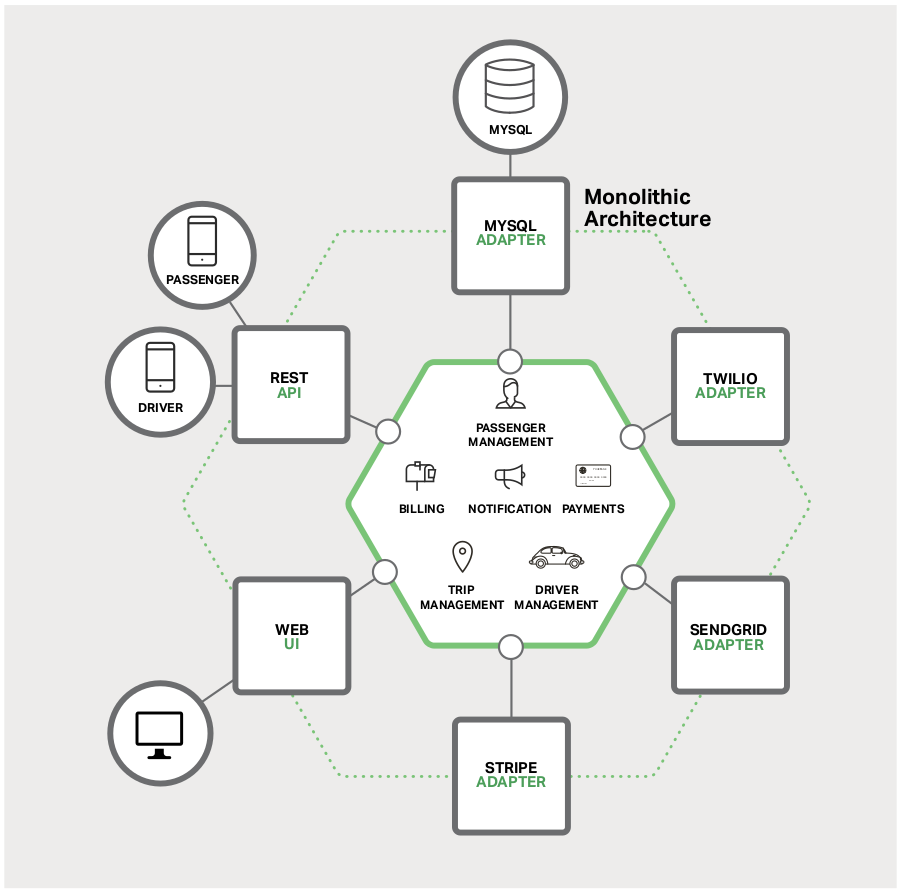 MYSQL
Monolithic
Architecture
MYSQL
ADAPTER
PASSENGER
DRIVER
REST
API
TWILIO
ADAPTER
PASSENGER
MANAGEMENT
BILLING
NOTIFICATION
PAYMENTS
TRIP
MANAGEMENT
DRIVER
MANAGEMENT
WEB
UI
SENDGRID
ADAPTER
STRIPE
ADAPTER